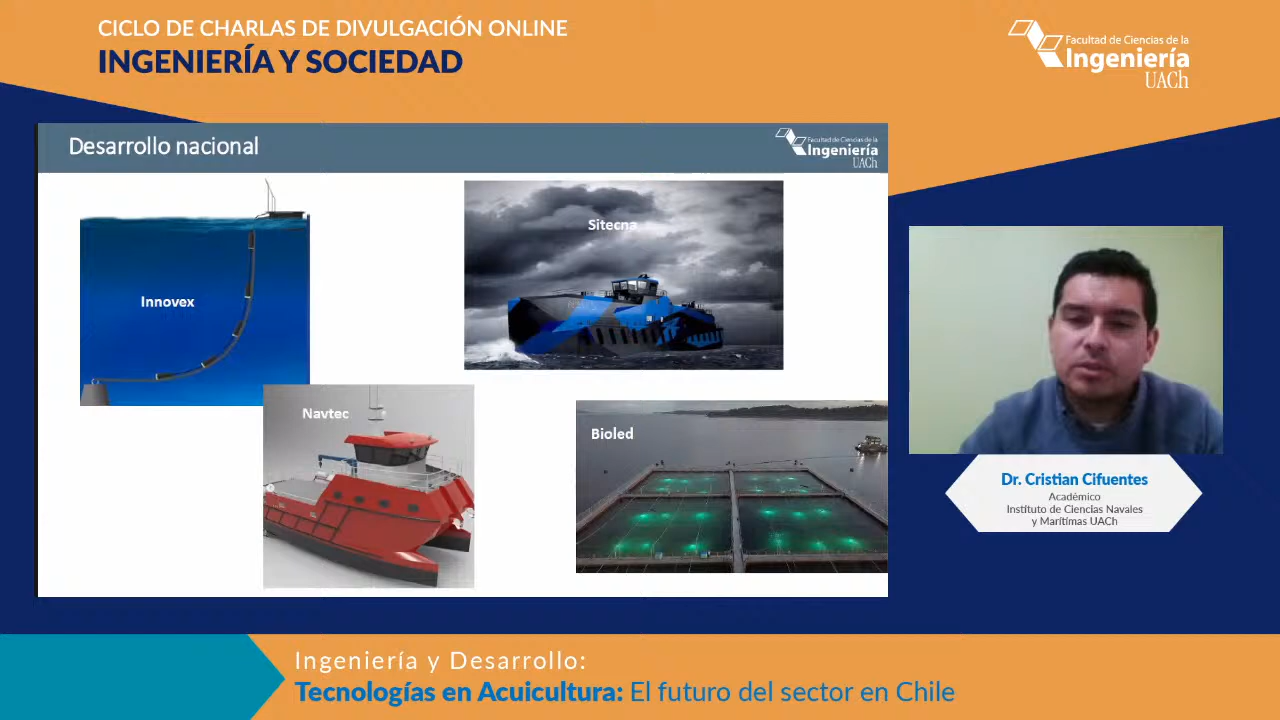 CICLO DE CHARLAS DE DIVULGACIÓN ONLINE
INGENIERÍA Y SOCIEDAD
Facultad de Ciencias de la
Ingeniería
UACh
Desarrollo nacional
Facultad de Ciencias de la
Ingeniería
UACh
Sitecna
Innovex
Navtec
Bioled
Dr. Cristian Cifuentes
Académico
Instituto de Ciencias Navales
y Marítimas UACh
Ingeniería y Desarrollo:
Tecnologías en Acuicultura: El futuro del sector en Chile